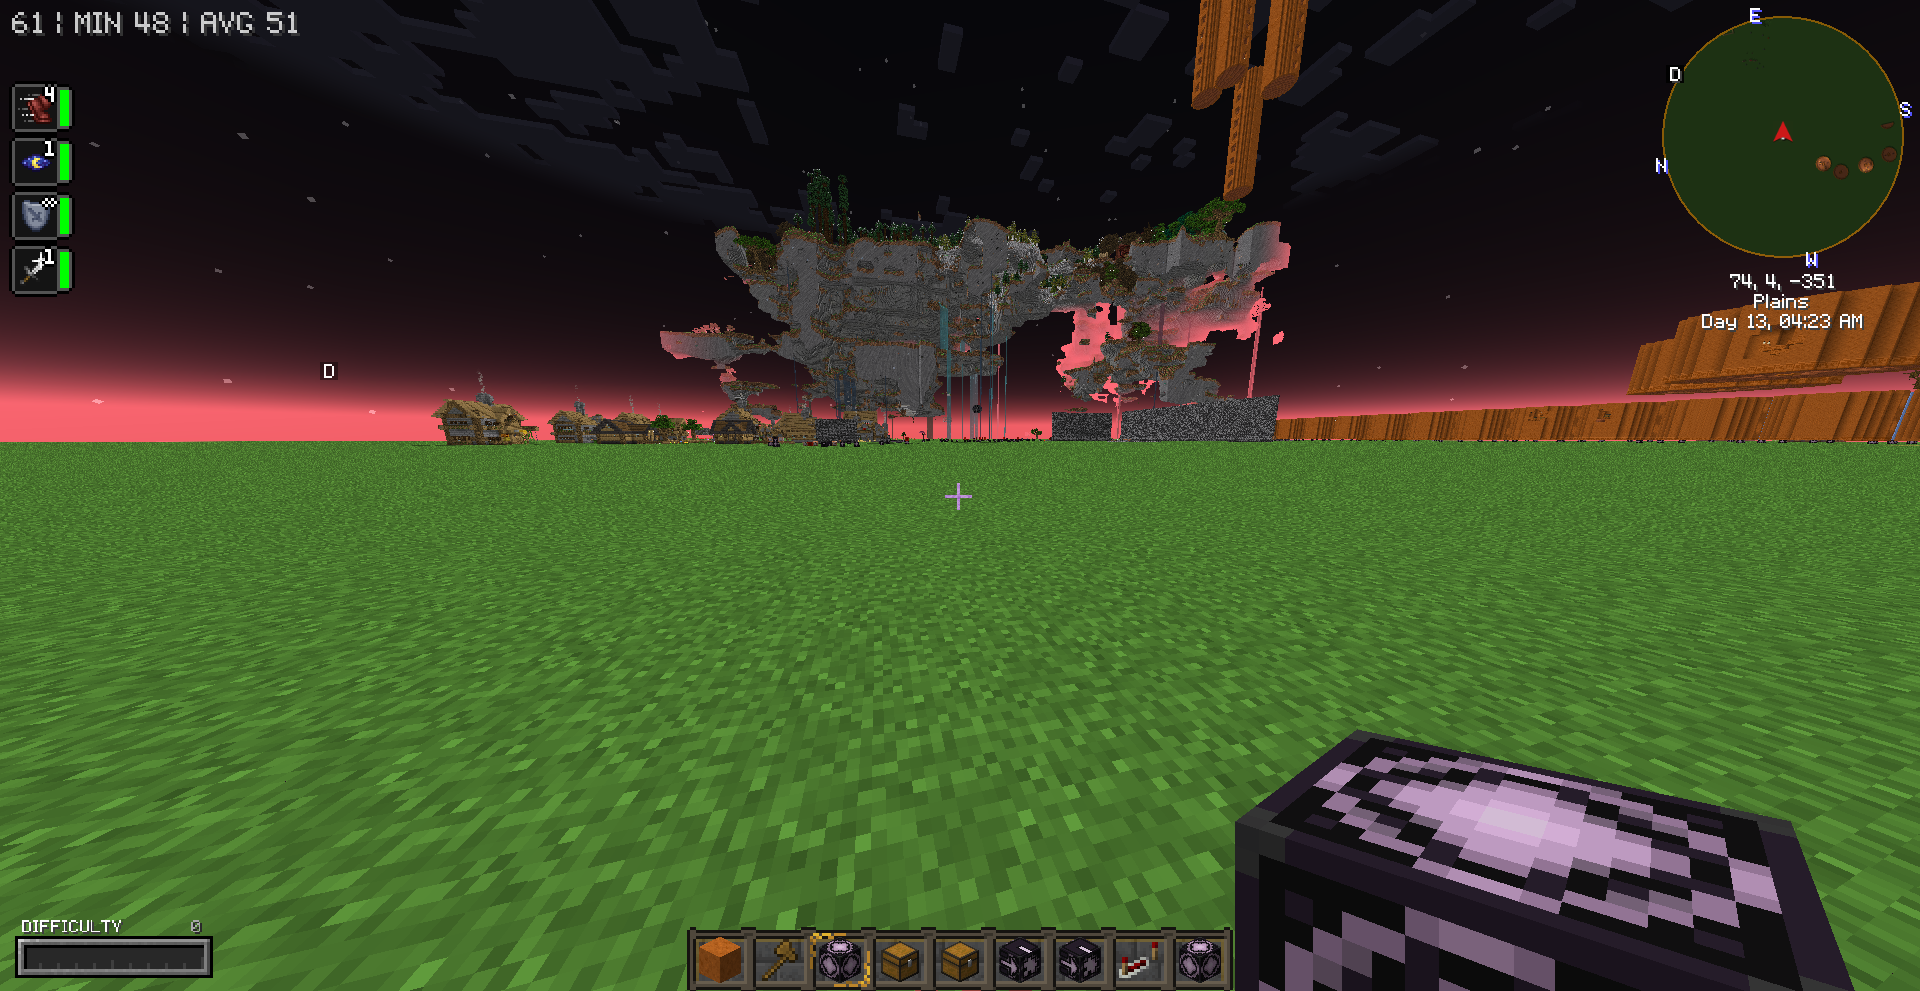 61 | MIN 48 | AVG 51
E
D
S
4
N
1
W
74, 4, -351
Plains
Day 13, 04:23 AM
1
D
DIFFICULTY 0